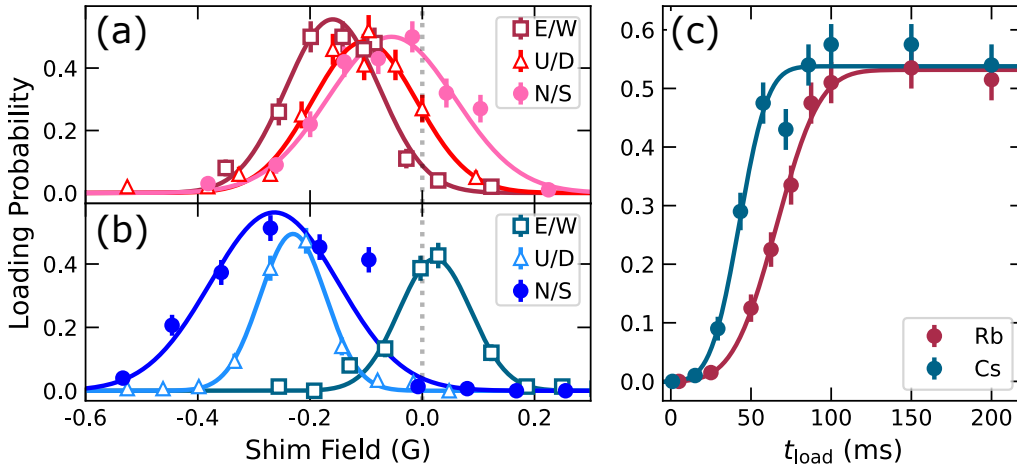 (a)
E/W
U/D
N/S
0.4
0.2
0.0
(b)
E/W
U/D
N/S
0.4
0.2
0.0
Loading Probability
-0.6
-0.4
-0.2
0.0
0.2
Shim Field (G)
(c)
0.6
0.5
0.4
0.3
0.2
0.1
0.0
Rb
Cs
0
50
100
150
200
t_load (ms)